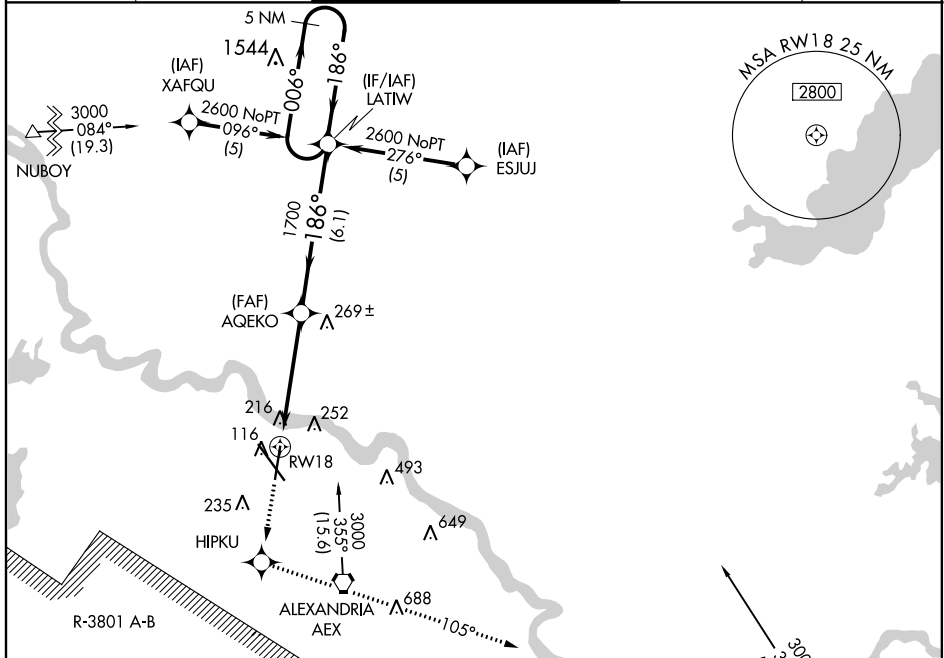 5 NM
1544
006°
186°
(IAF)
XAFQU
(IF/IAF)
LATIW
MSA RW18 25 NM
2800
3000
084°
(19.3)
NUBOY
2600 NoPT
096°
(5)
2600 NoPT
276°
(5)
(IAF)
ESJUJ
1700
186°
(6.1)
(FAF)
AQEKO
269±
216
252
116
RW18
493
235
649
HIPKU
3000
355°
(15.6)
ALEXANDRIA
AEX
688
105°
R-3801 A-B